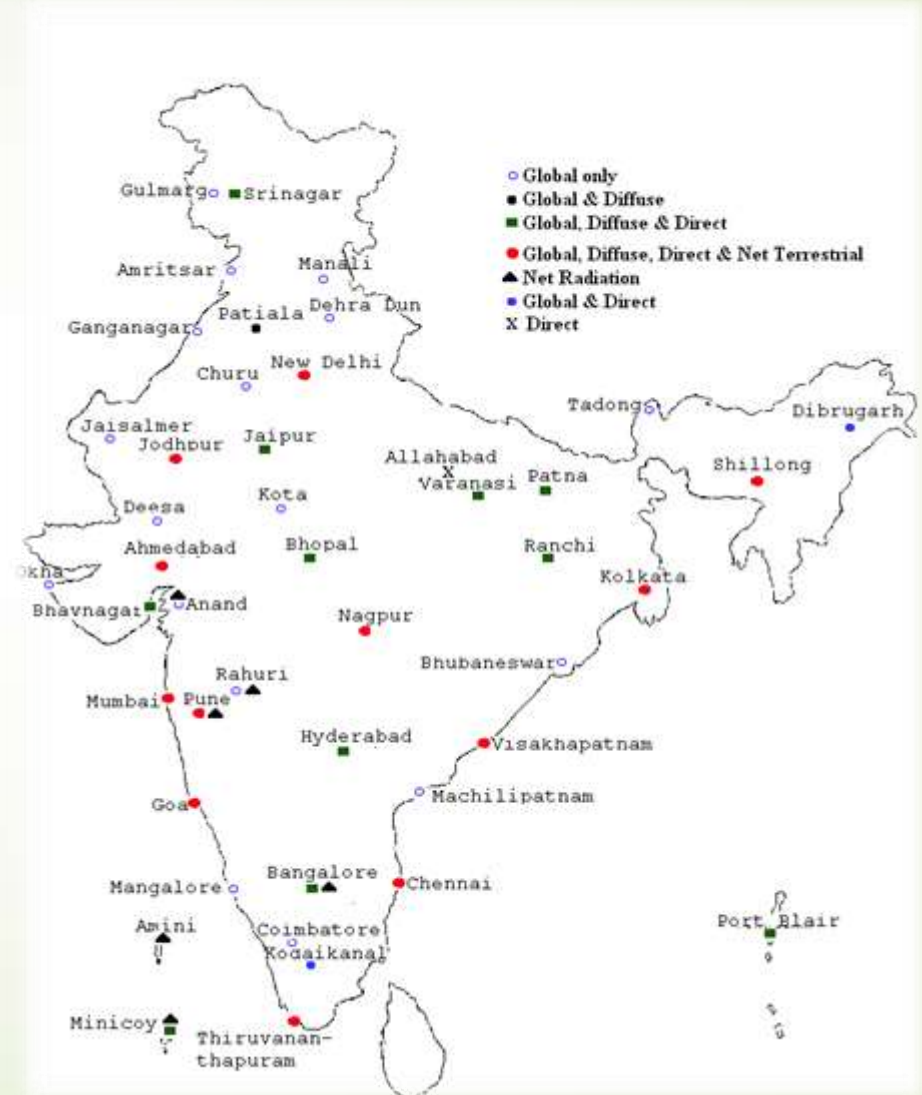 Gulmarg
Srinagar
Global only
Global & Diffuse
Global, Diffuse & Direct
Global, Diffuse, Direct & Net Terrestrial
Net Radiation
Global & Direct
X Direct
Amritsar
Manali
Dehra Dun
Patiala
Ganganagar
New Delhi
Churu
Tadong
Dibrugarh
Jaisalmer
Jodhpur
Jaipur
Allahabad
X
Varanasi
Patna
Shillong
Deesa
Kota
Ahmedabad
Bhopal
Ranchi
Okha
Kolkata
Bhavnagar
Anand
Nagpur
Bhubaneswar
Rahuri
Mumbai
Pune
Hyderabad
Visakhapatnam
Goa
Machilipatnam
Bangalore
Mangalore
Chennai
Amini
Coimbatore
Kodaikanal
Port Blair
Minicoy
Thiruvanan-
thapuram